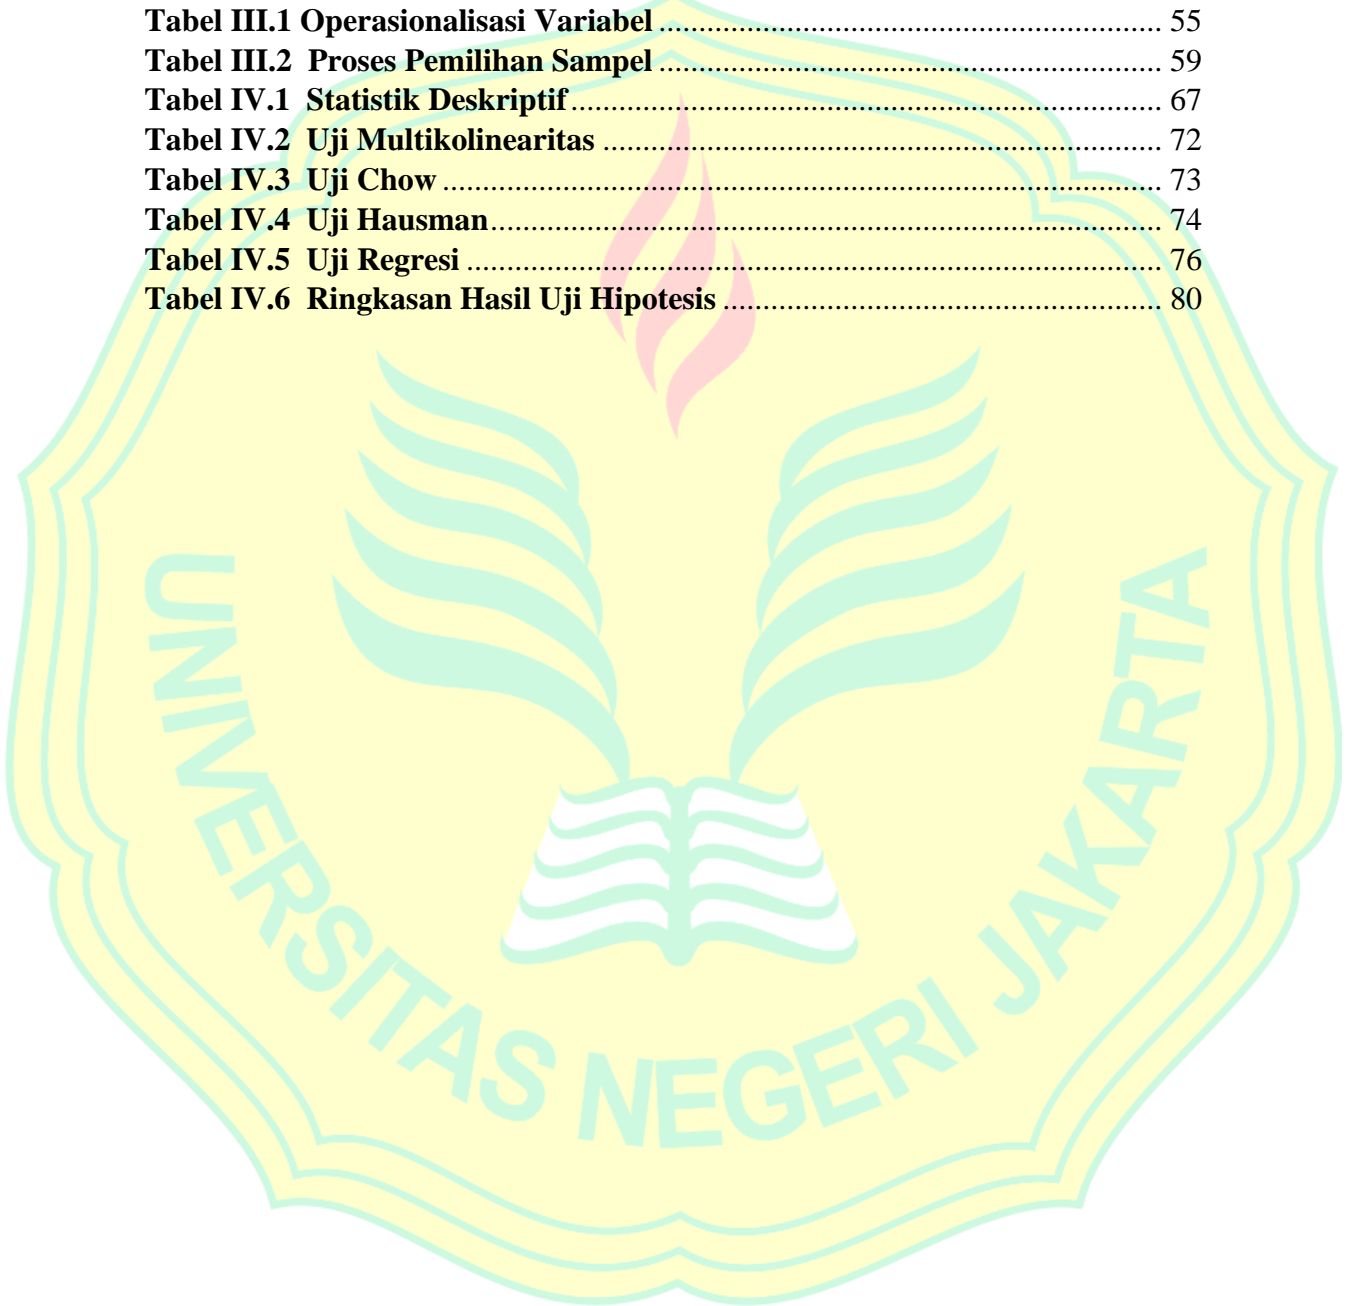 Tabel III.1 Operasionalisasi Variabel ............................................................... 55
Tabel III.2  Proses Pemilihan Sampel ............................................................... 59
Tabel IV.1  Statistik Deskriptif.......................................................................... 67
Tabel IV.2  Uji Multikolinearitas ...................................................................... 72
Tabel IV.3  Uji Chow .......................................................................................... 73
Tabel IV.4  Uji Hausman.................................................................................... 74
Tabel IV.5  Uji Regresi ....................................................................................... 76
Tabel IV.6  Ringkasan Hasil Uji Hipotesis ....................................................... 80
UNIVERSITAS NEGERI JAKARTA